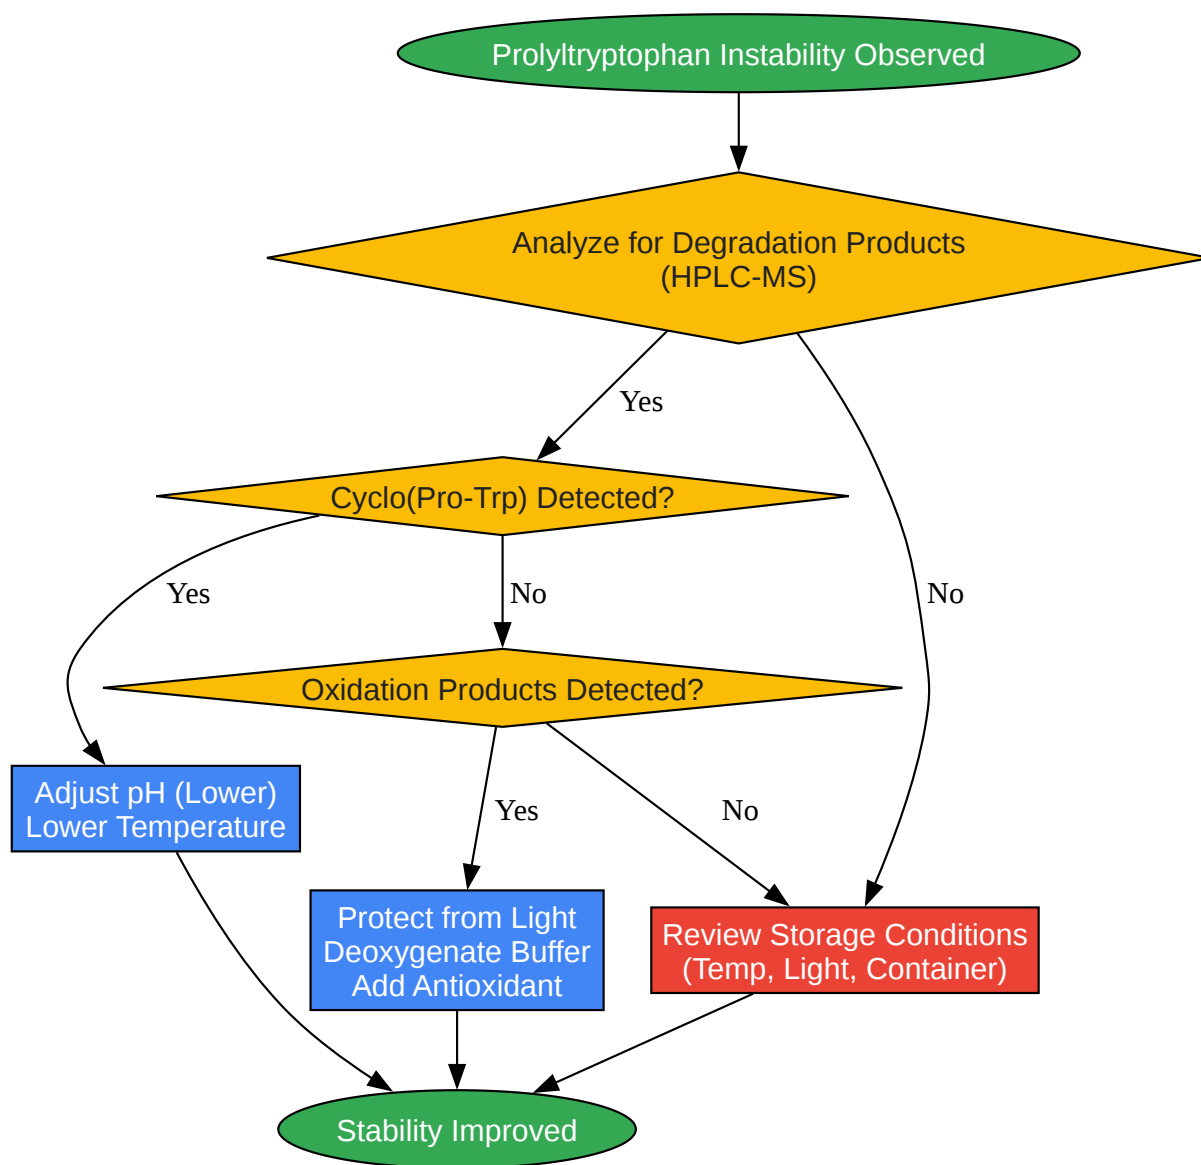 Prolyltryptophan Instability Observed
Analyze for Degradation Products
(HPLC-MS)
Yes
Cyclo(Pro-Trp) Detected?
Yes
No
No
Oxidation Products Detected?
Adjust pH (Lower)
Lower Temperature
Yes
No
Protect from Light
Deoxygenate Buffer
Add Antioxidant
Review Storage Conditions
(Temp, Light, Container)
Stability Improved